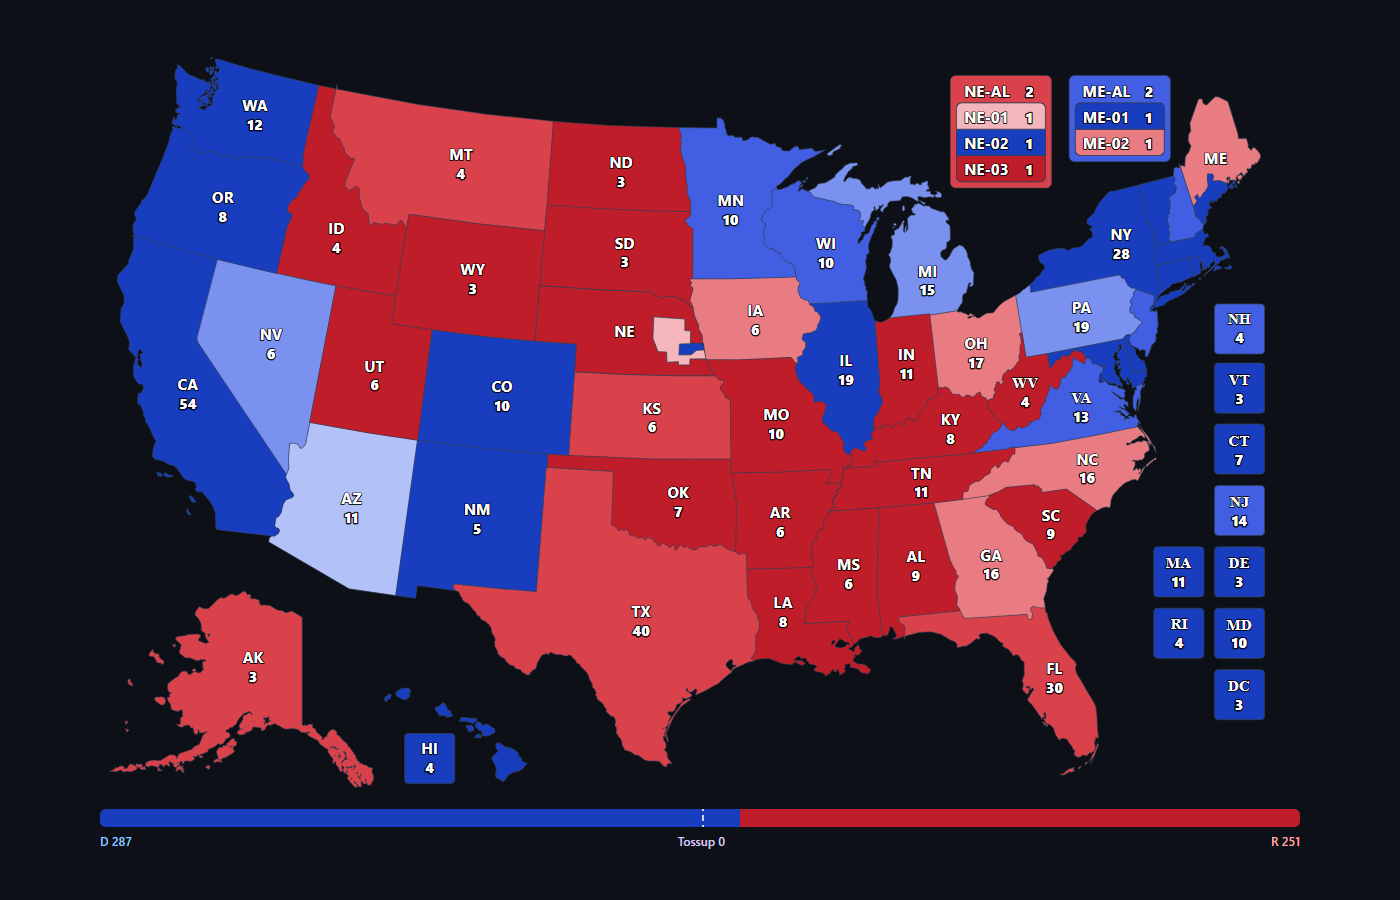 WA
12
OR
8
CA
54
NV
6
ID
4
MT
4
WY
3
UT
6
AZ
11
CO
10
NM
5
ND
3
SD
3
NE
KS
6
OK
7
TX
40
MN
10
IA
6
MO
10
AR
6
LA
8
WI
10
IL
19
MI
15
IN
11
OH
17
KY
8
TN
11
MS
6
AL
9
GA
16
FL
30
SC
9
NC
16
VA
13
WV
4
PA
19
NY
28
ME
AK
3
HI
4
NE-AL 2
NE-01 1
NE-02 1
NE-03 1
ME-AL 2
ME-01 1
ME-02 1
NH
4
VT
3
CT
7
NJ
14
MA
11
DE
3
RI
4
MD
10
DC
3
D 287
Tossup 0
R 251